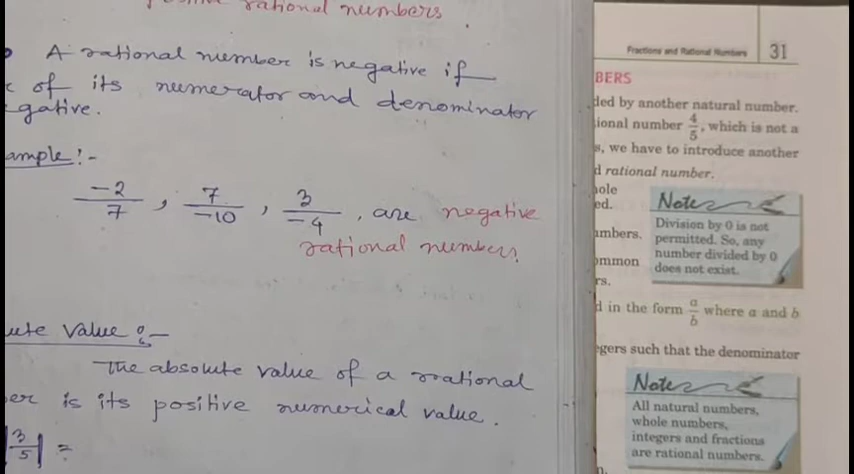 rational numbers
A rational number is negative if
of its numerator and denominator
gative.
ample :-
-2/7 , 7/-10 , 3/-4 , are negative
rational numbers.
ute Value :-
The absolute value of a rational
er is its positive numerical value.
|3/5| =
Fractions and Rational Numbers 31
BERS
ded by another natural number.
ional number 4/5, which is not a
s, we have to introduce another
d rational number.
hole
ed.
umbers.
ommon
rs.
Note
Division by 0 is not
permitted. So, any
number divided by 0
does not exist.
d in the form a/b where a and b
egers such that the denominator
Note
All natural numbers,
whole numbers,
integers and fractions
are rational numbers.
n.